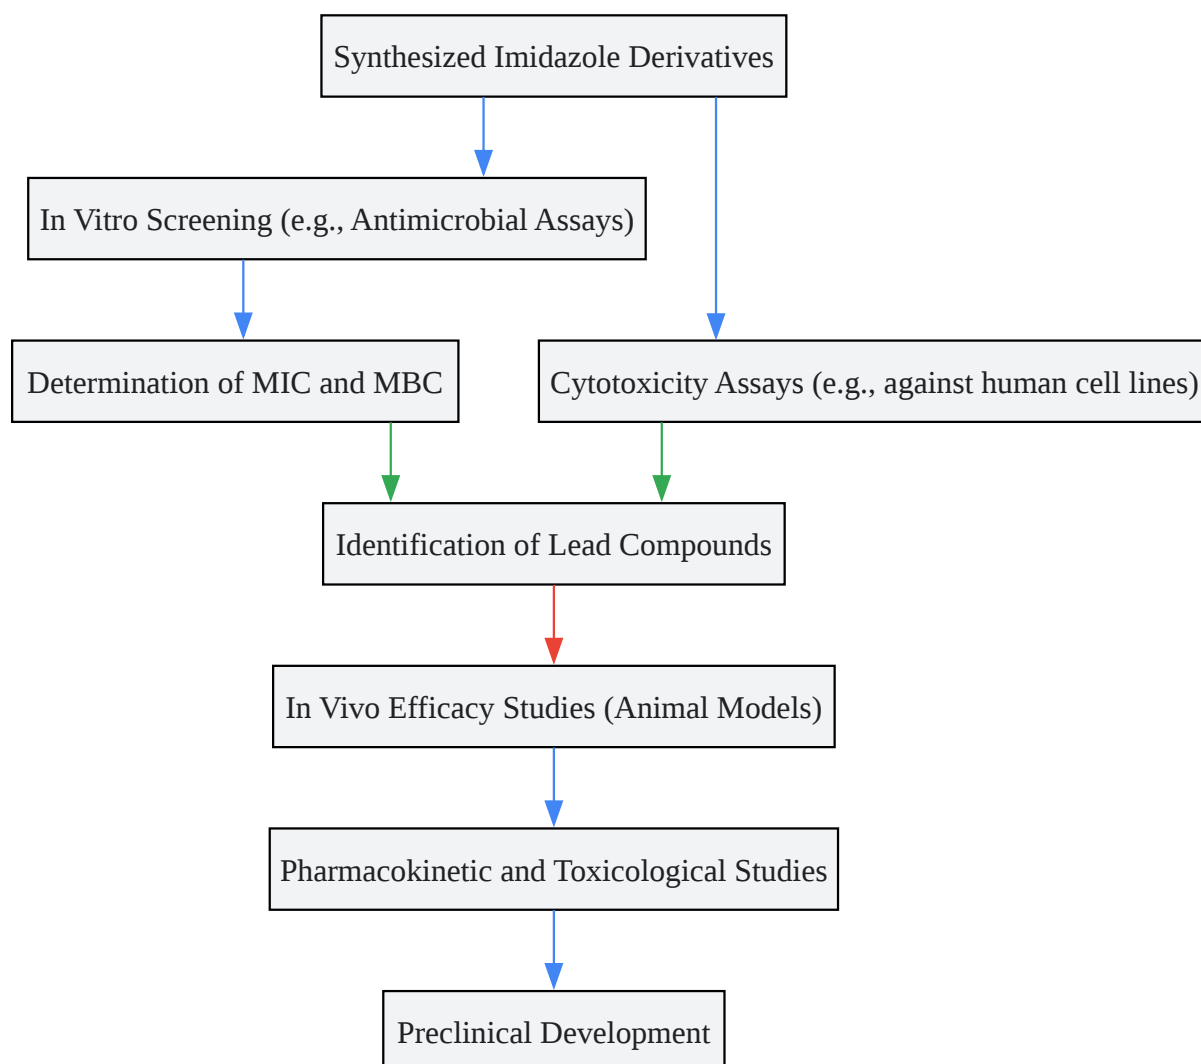 Synthesized Imidazole Derivatives
In Vitro Screening (e.g., Antimicrobial Assays)
Determination of MIC and MBC
Cytotoxicity Assays (e.g., against human cell lines)
Identification of Lead Compounds
In Vivo Efficacy Studies (Animal Models)
Pharmacokinetic and Toxicological Studies
Preclinical Development